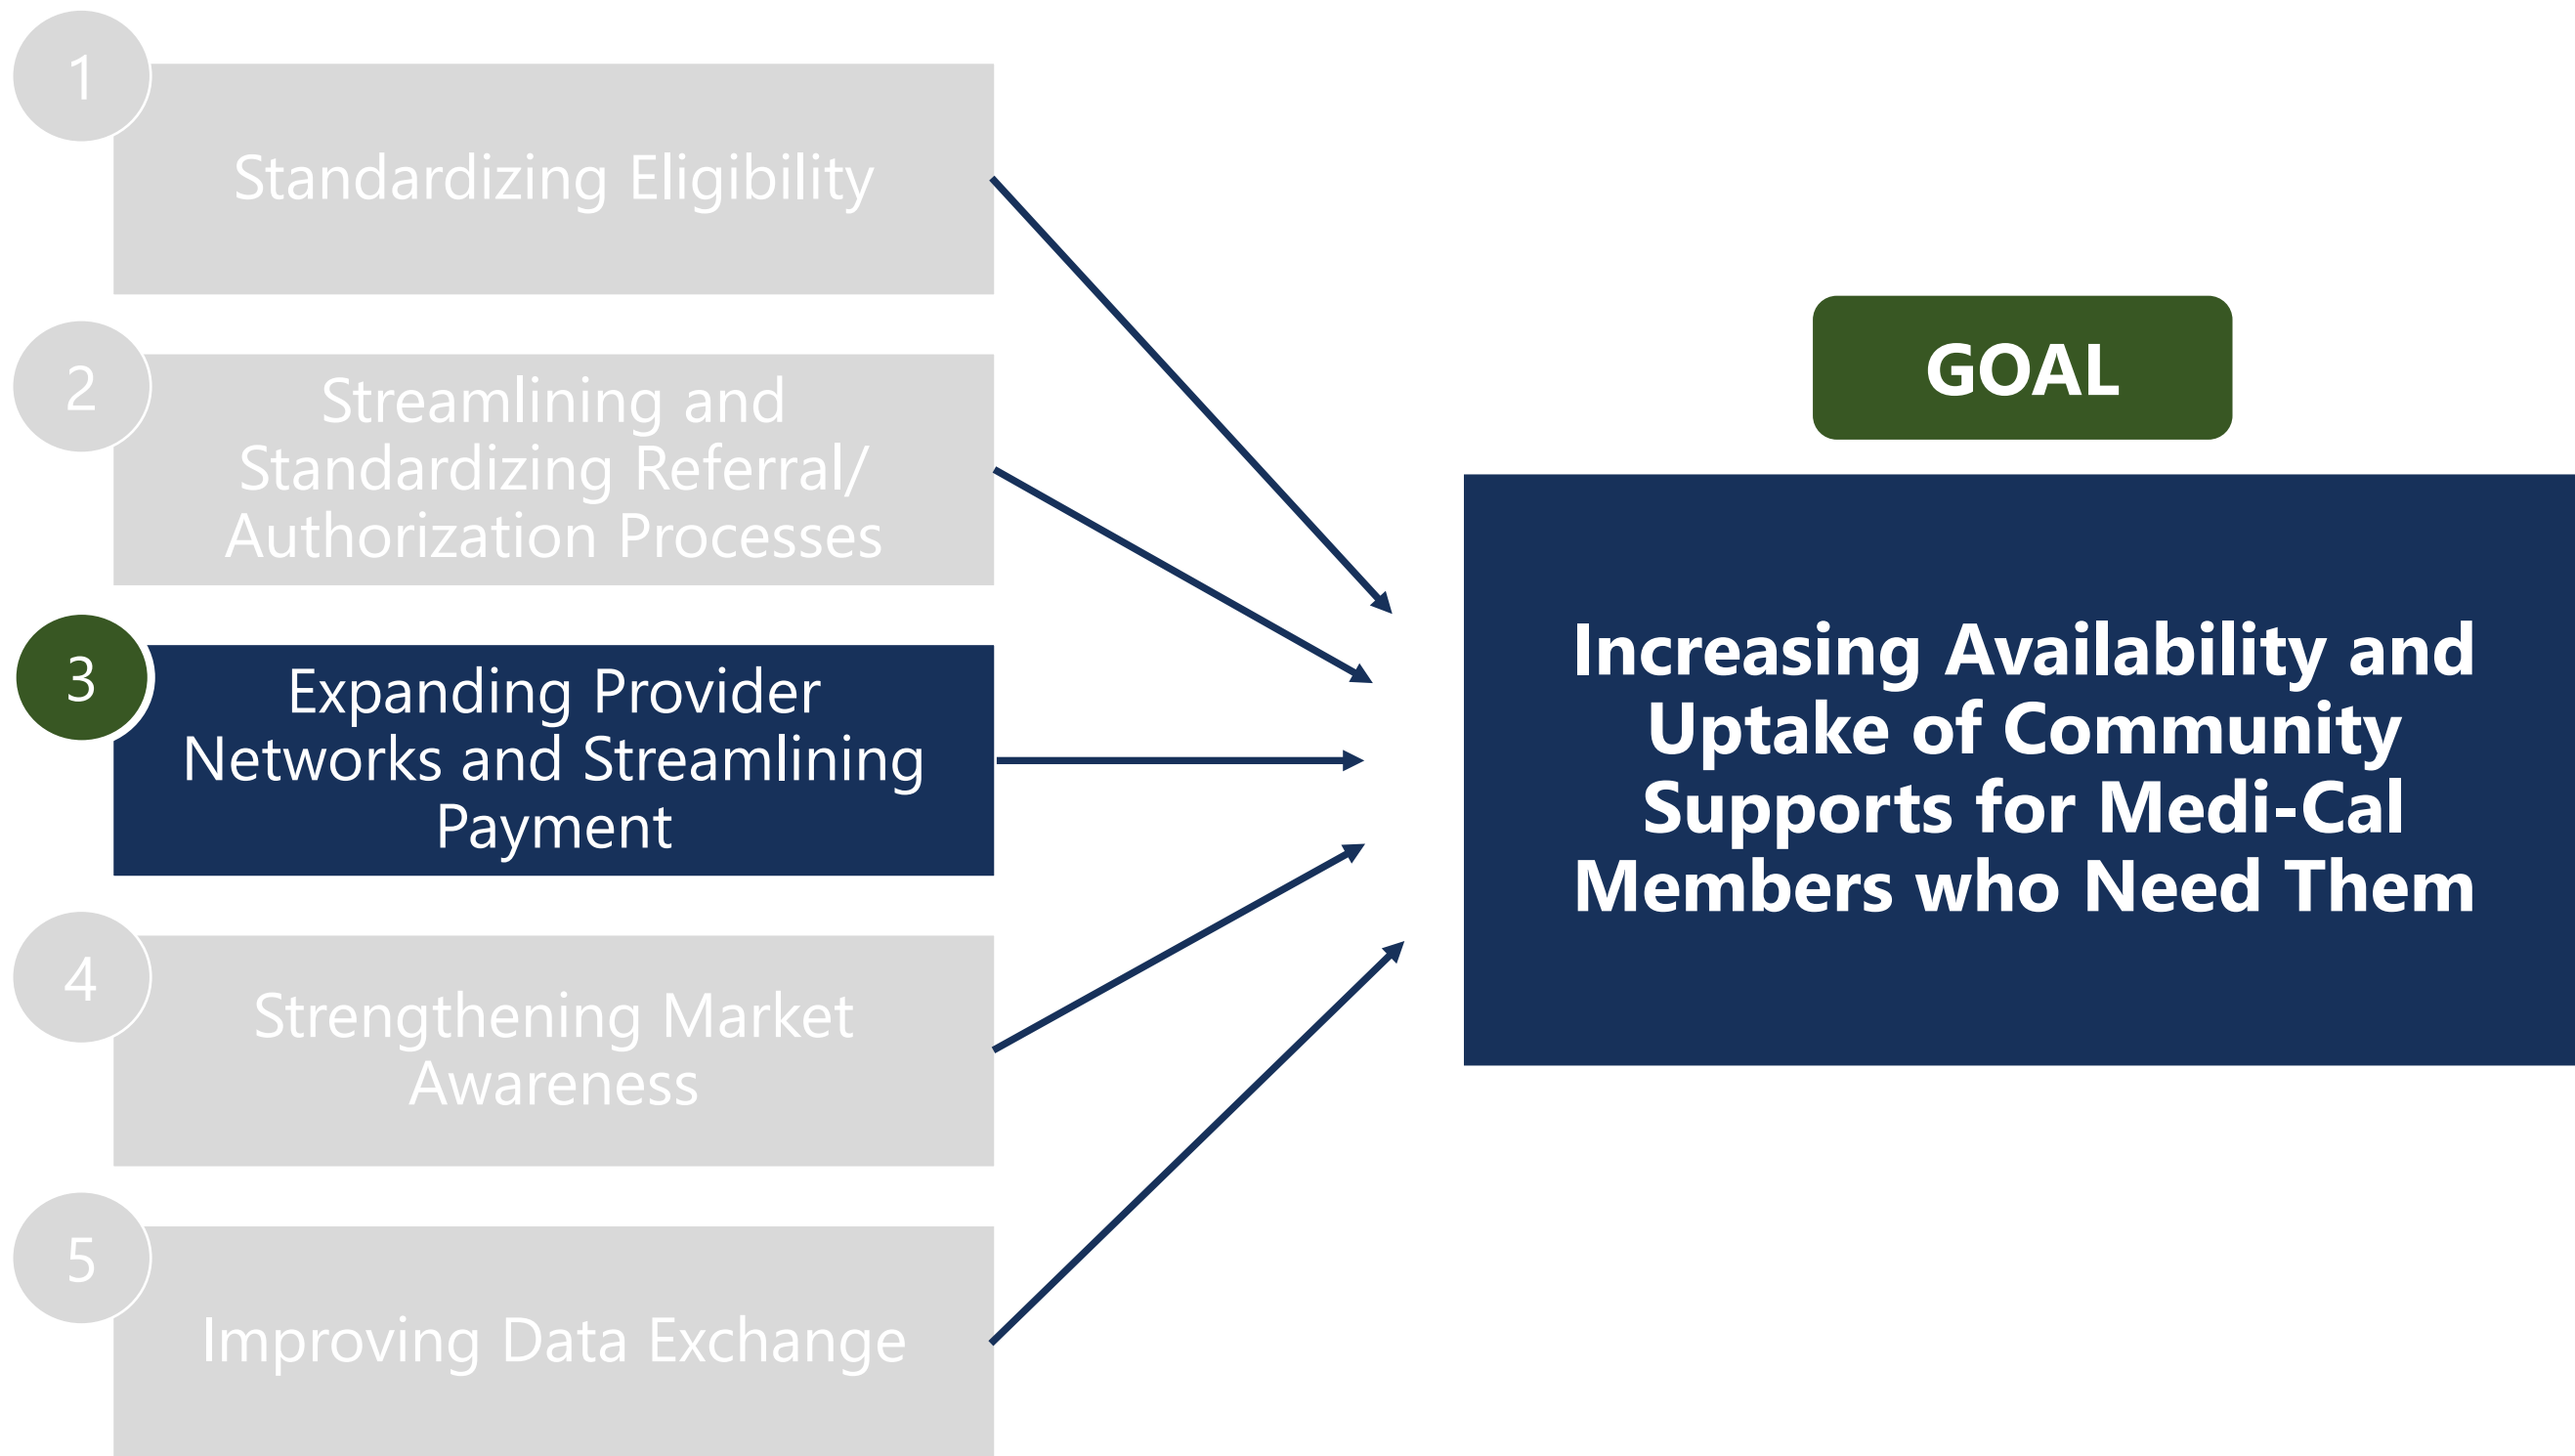 1
Standardizing Eligibility
2
Streamlining and
Standardizing Referral/
Authorization Processes
3
Expanding Provider
Networks and Streamlining
Payment
4
Strengthening Market
Awareness
5
Improving Data Exchange
GOAL
Increasing Availability and
Uptake of Community
Supports for Medi-Cal
Members who Need Them